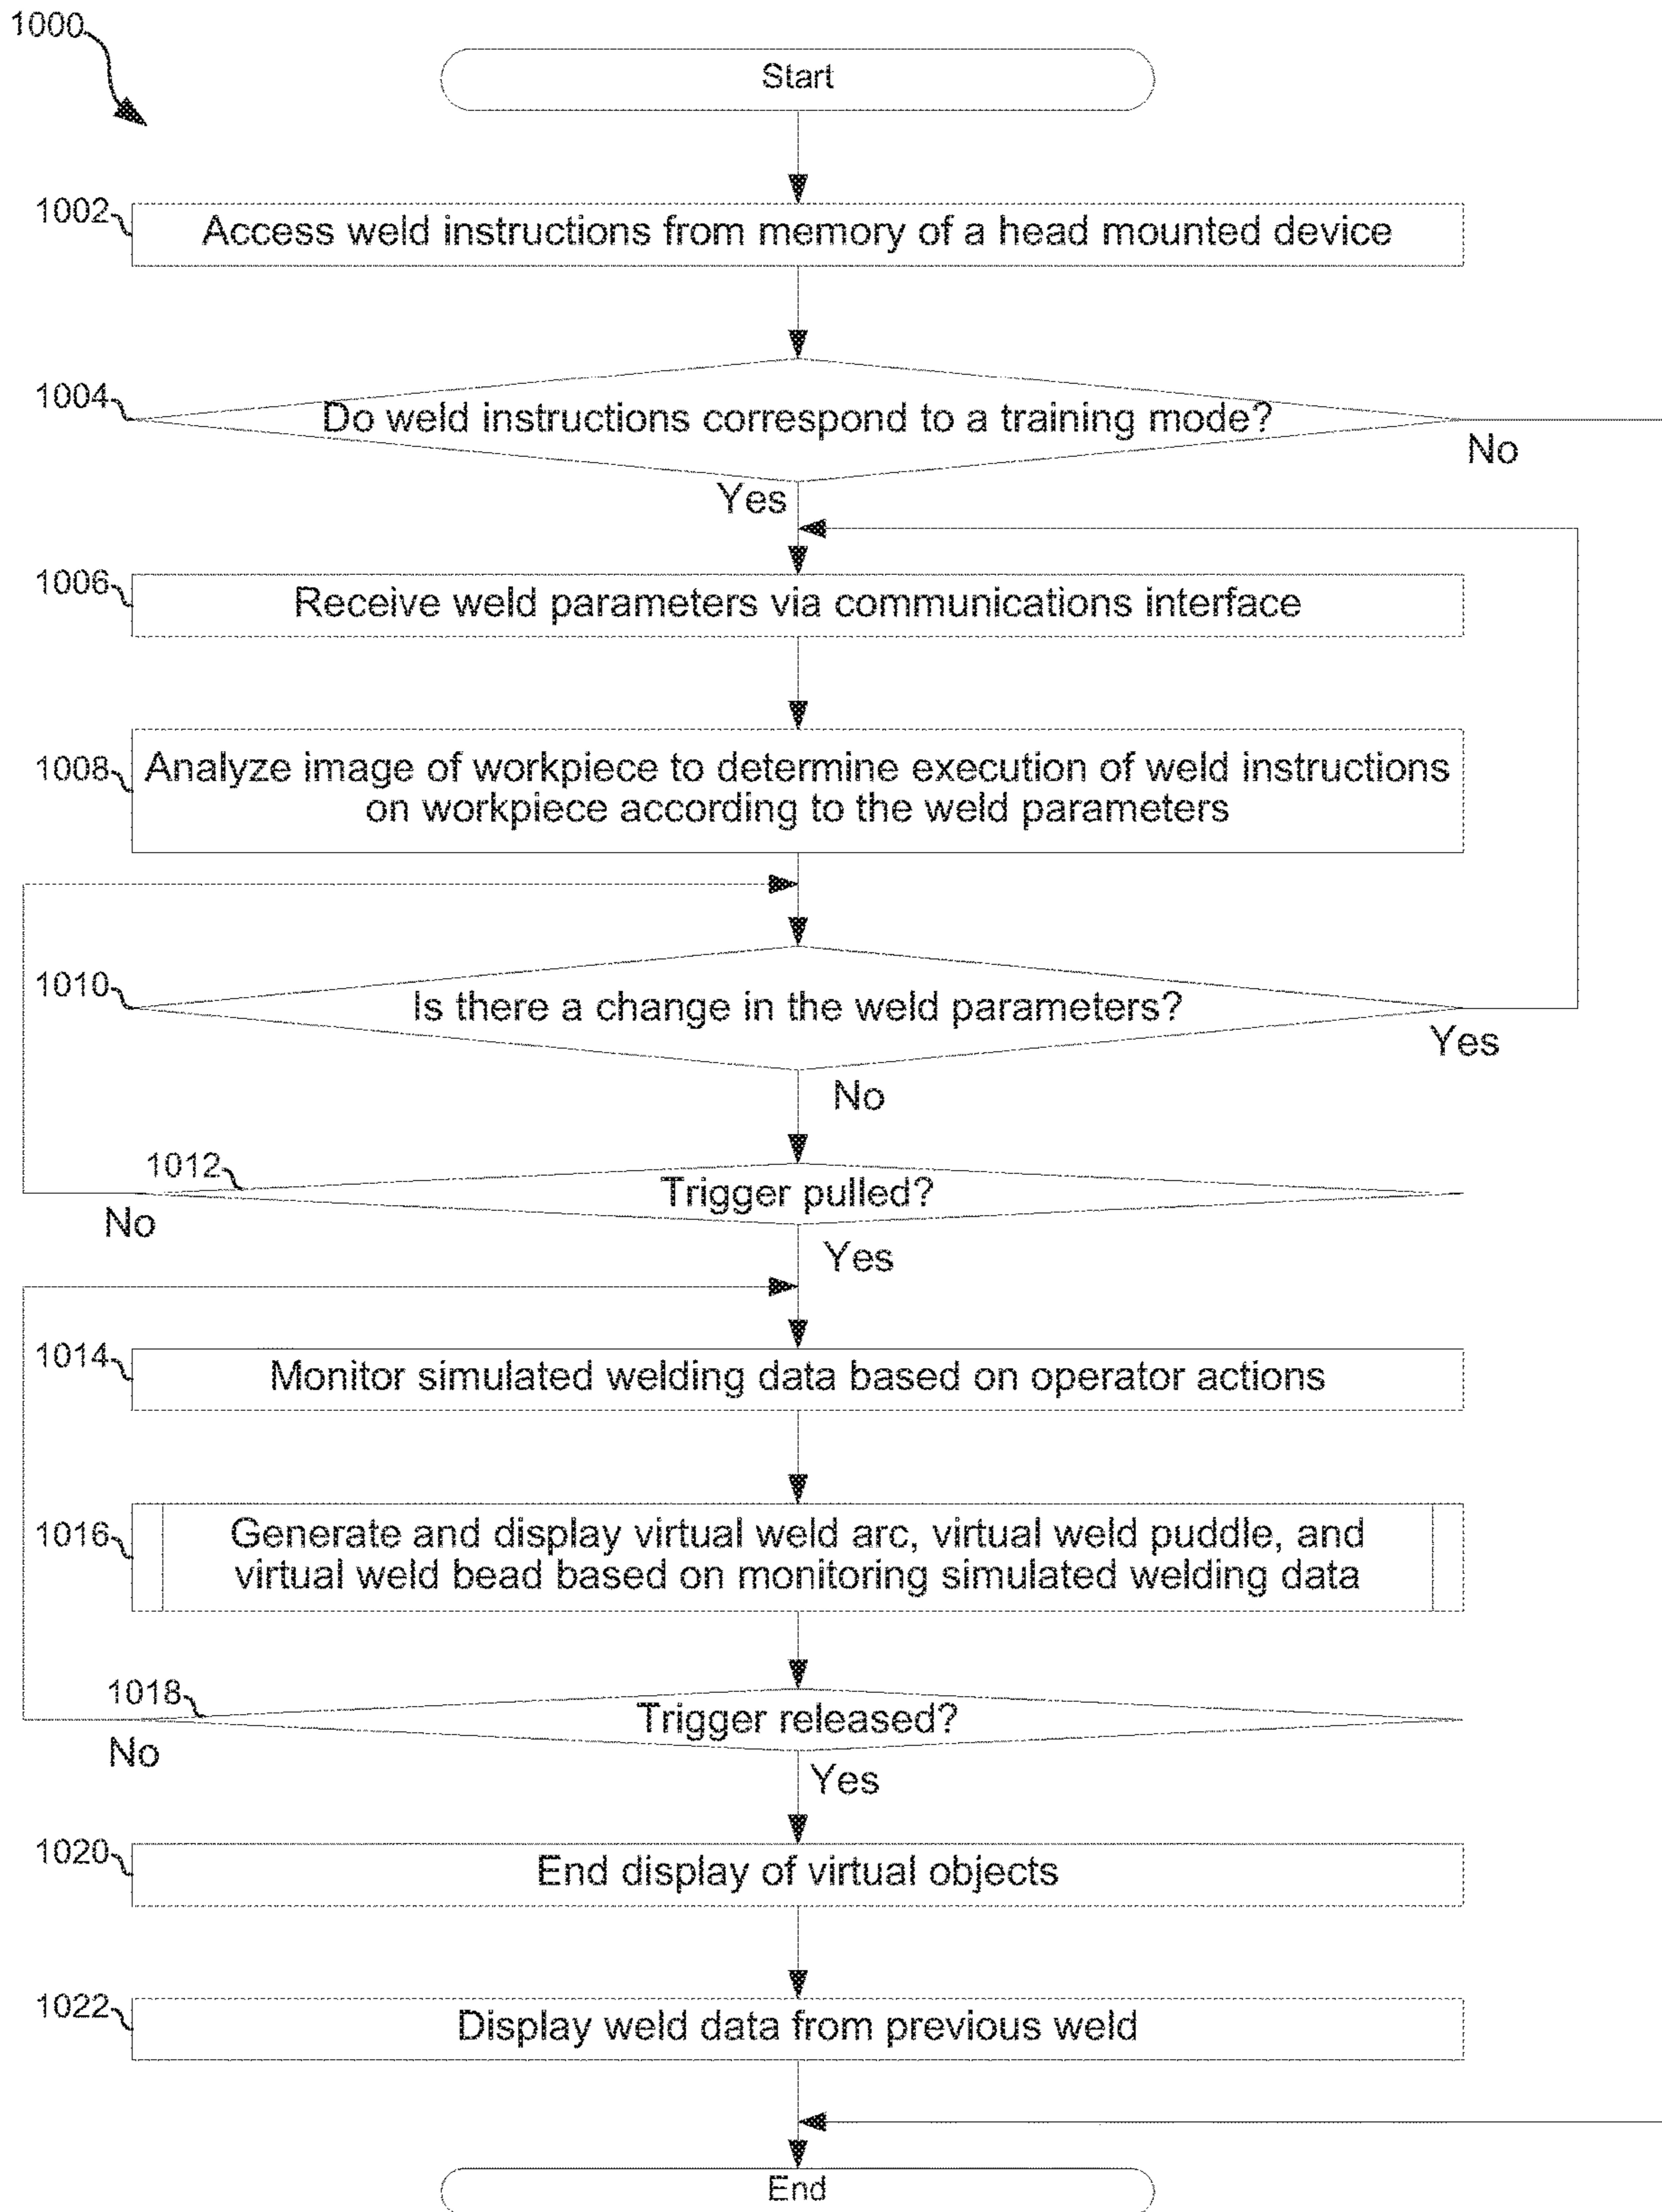 1000
Start
1002
Access weld instructions from memory of a head mounted device
1004
Do weld instructions correspond to a training mode?
No
Yes
1006
Receive weld parameters via communications interface
1008
Analyze image of workpiece to determine execution of weld instructions
on workpiece according to the weld parameters
1010
Is there a change in the weld parameters?
Yes
No
1012
Trigger pulled?
No
Yes
1014
Monitor simulated welding data based on operator actions
1016
Generate and display virtual weld arc, virtual weld puddle, and
virtual weld bead based on monitoring simulated welding data
1018
Trigger released?
No
Yes
1020
End display of virtual objects
1022
Display weld data from previous weld
End